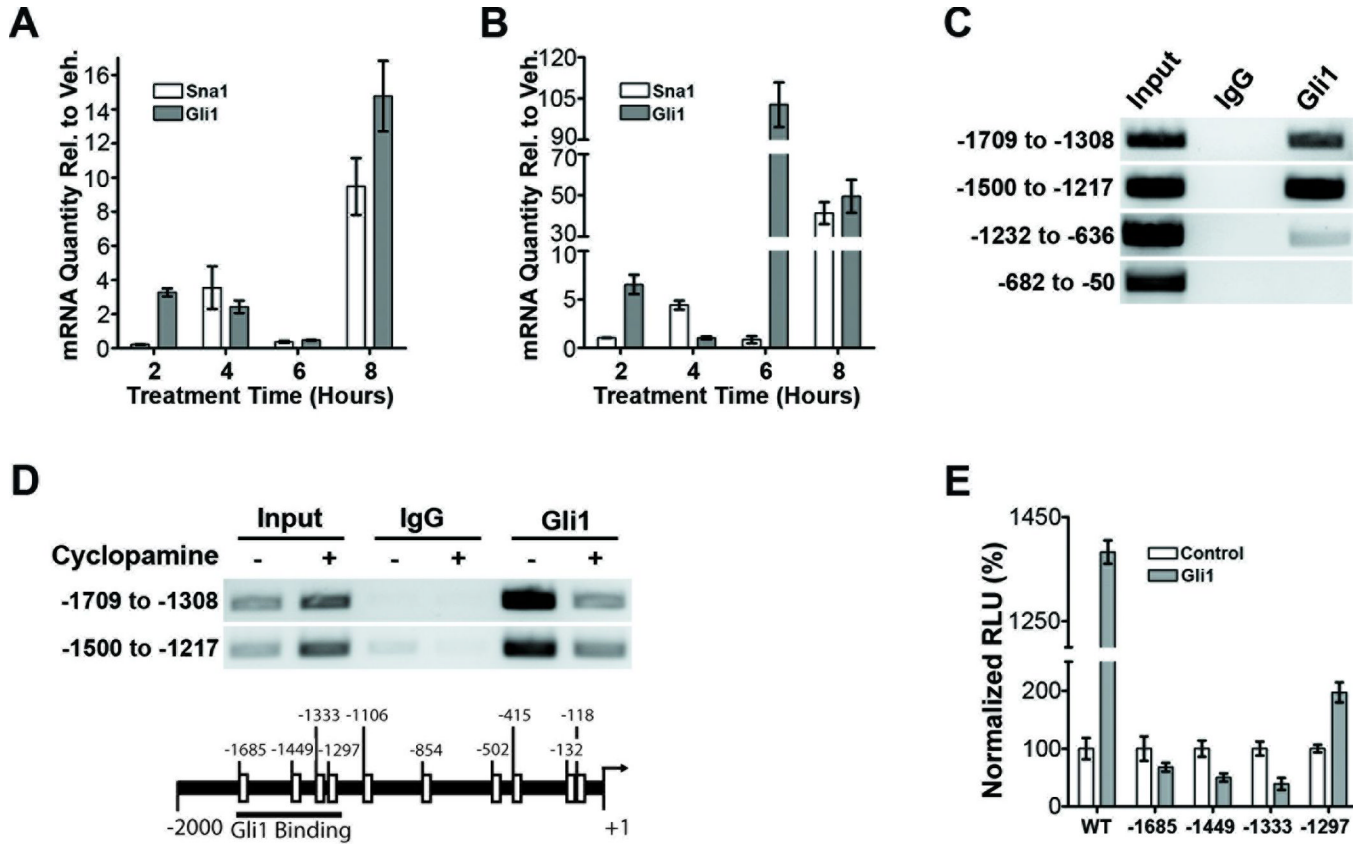 A
mRNA Quantity Rel. to Veh.
16
14
12
10
8
6
4
2
0
Sna1
Gli1
2 4 6 8
Treatment Time (Hours)
B
mRNA Quantity Rel. to Veh.
120
105
90
70
50
30
10
5
0
Sna1
Gli1
2 4 6 8
Treatment Time (Hours)
C
Input IgG Gli1
-1709 to -1308
-1500 to -1217
-1232 to -636
-682 to -50
D
Input IgG Gli1
Cyclopamine - + - + - +
-1709 to -1308
-1500 to -1217
-1333 -1106 -415 -118
-1685 -1449 -1297 -854 -502 -132
-2000 Gli1 Binding +1
E
Normalized RLU (%)
1450
1250
200
100
0
Control
Gli1
WT -1685 -1449 -1333 -1297